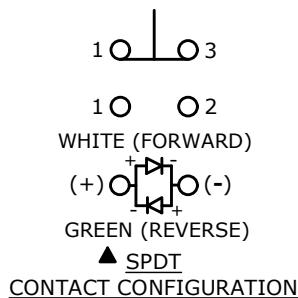 1 3
1 2
WHITE (FORWARD)
+ -
(+) (-)
- +
GREEN (REVERSE)
SPDT
CONTACT CONFIGURATION